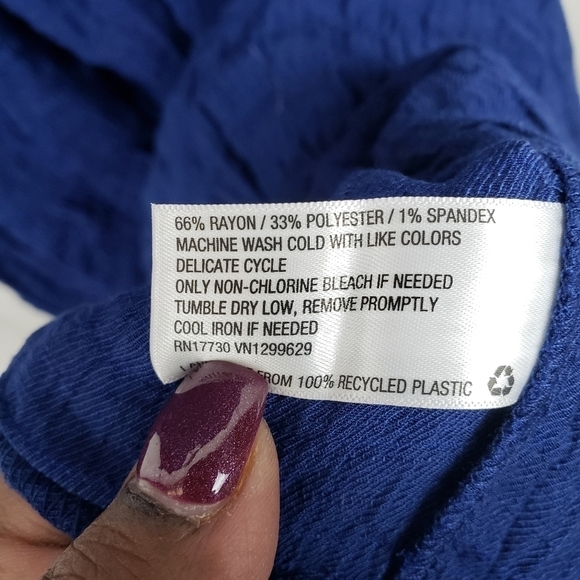 66% RAYON / 33% POLYESTER / 1% SPANDEX
MACHINE WASH COLD WITH LIKE COLORS
DELICATE CYCLE
ONLY NON-CHLORINE BLEACH IF NEEDED
TUMBLE DRY LOW, REMOVE PROMPTLY
COOL IRON IF NEEDED
RN17730 VN1299629
FROM 100% RECYCLED PLASTIC